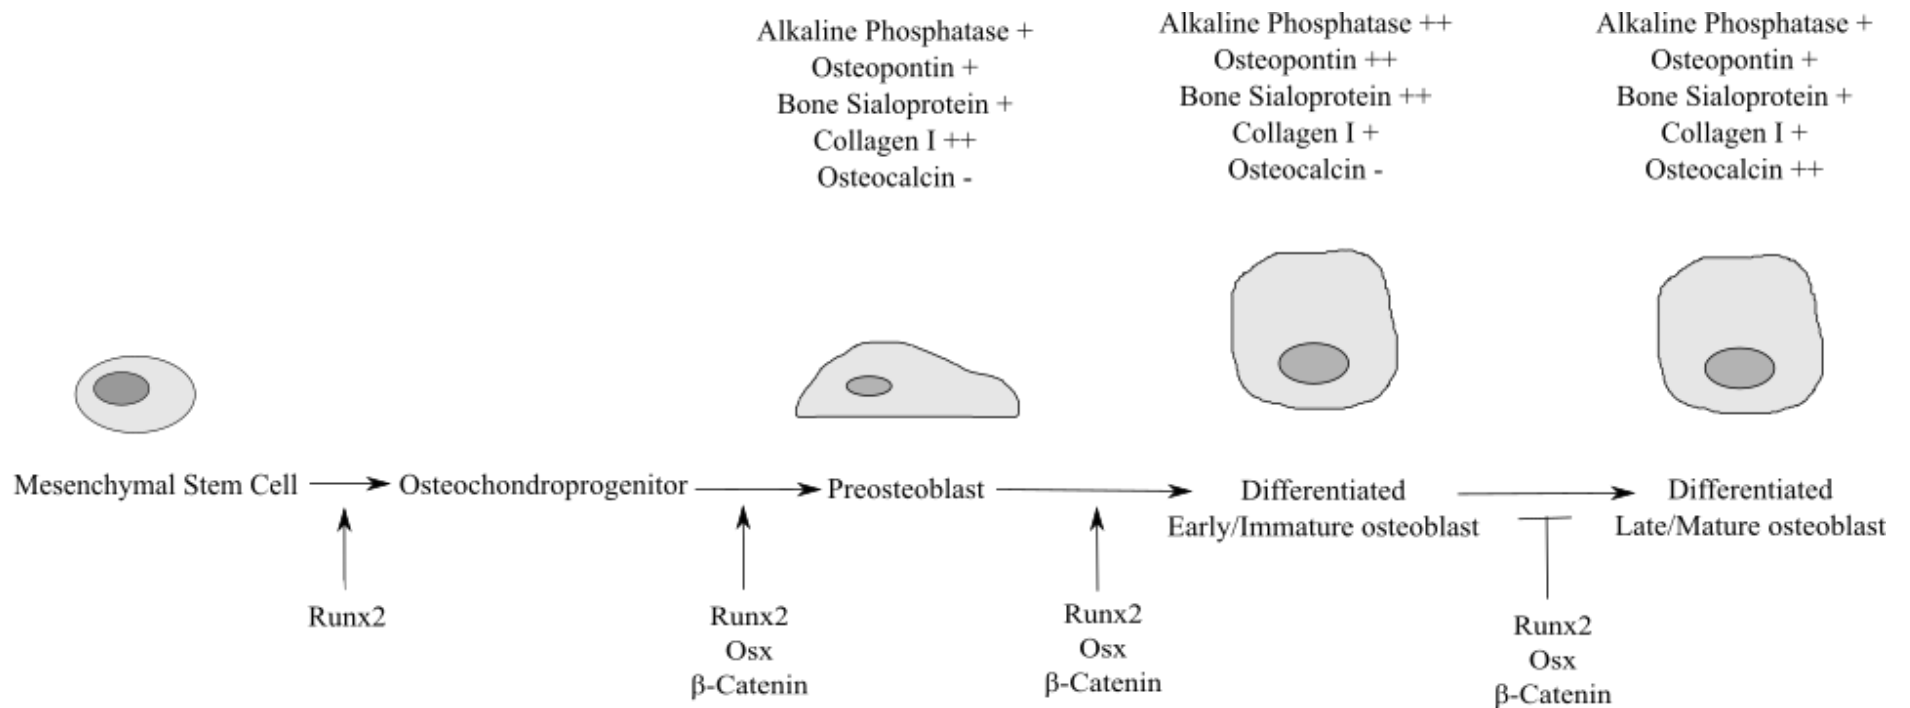 Alkaline Phosphatase +
Osteopontin +
Bone Sialoprotein +
Collagen I ++
Osteocalcin -
Alkaline Phosphatase ++
Osteopontin ++
Bone Sialoprotein ++
Collagen I +
Osteocalcin -
Alkaline Phosphatase +
Osteopontin +
Bone Sialoprotein +
Collagen I +
Osteocalcin ++
Mesenchymal Stem Cell
Osteochondroprogenitor
Preosteoblast
Differentiated
Early/Immature osteoblast
Differentiated
Late/Mature osteoblast
Runx2
Runx2
Osx
β-Catenin
Runx2
Osx
β-Catenin
Runx2
Osx
β-Catenin